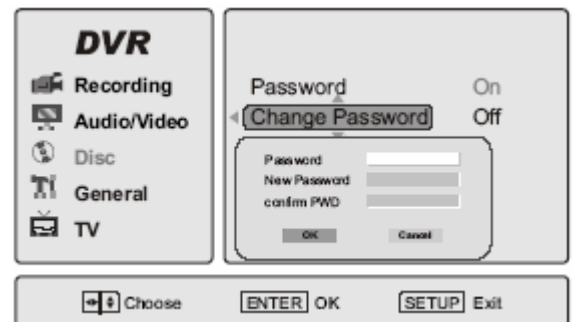 DVR
Recording
Audio/Video
Disc
General
TV
Password On
Change Password Off
Password
New Password
confirm PWD
OK Cancel
Choose ENTER OK SETUP Exit